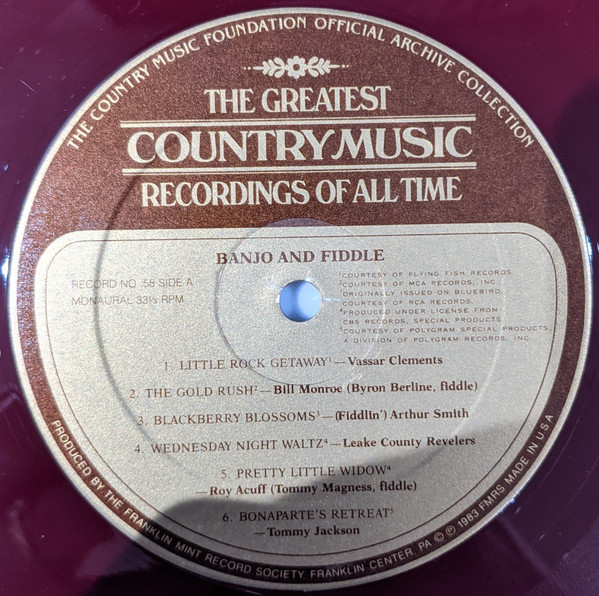 THE COUNTRY MUSIC FOUNDATION OFFICIAL ARCHIVE COLLECTION
THE GREATEST
COUNTRY MUSIC
RECORDINGS OF ALL TIME
BANJO AND FIDDLE
RECORD NO. 58 SIDE A
MONAURAL 33⅓ RPM
¹COURTESY OF FLYING FISH RECORDS.
²COURTESY OF MCA RECORDS, INC.
³ORIGINALLY ISSUED ON BLUEBIRD.
COURTESY OF RCA RECORDS.
⁴PRODUCED UNDER LICENSE FROM
CBS RECORDS, SPECIAL PRODUCTS.
⁵COURTESY OF POLYGRAM SPECIAL PRODUCTS,
A DIVISION OF POLYGRAM RECORDS, INC.
1. LITTLE ROCK GETAWAY¹—Vassar Clements
2. THE GOLD RUSH²—Bill Monroe (Byron Berline, fiddle)
3. BLACKBERRY BLOSSOMS³—(Fiddlin') Arthur Smith
4. WEDNESDAY NIGHT WALTZ⁴—Leake County Revelers
5. PRETTY LITTLE WIDOW⁴
—Roy Acuff (Tommy Magness, fiddle)
6. BONAPARTE'S RETREAT⁵
—Tommy Jackson
PRODUCED BY THE FRANKLIN MINT RECORD SOCIETY, FRANKLIN CENTER, PA © ℗ 1983 FMRS MADE IN USA